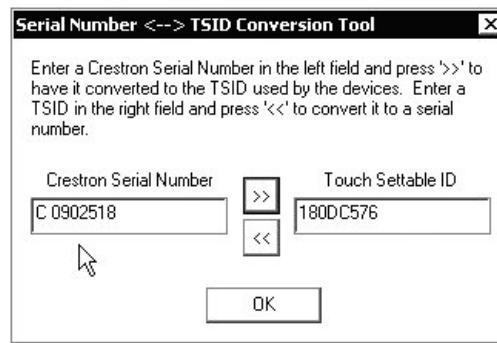 Serial Number <--> TSID Conversion Tool
Enter a Crestron Serial Number in the left field and press '>>' to
have it converted to the TSID used by the devices. Enter a
TSID in the right field and press '<<' to convert it to a serial
number.
Crestron Serial Number
Touch Settable ID
C 0902518
>>
180DC576
<<
OK